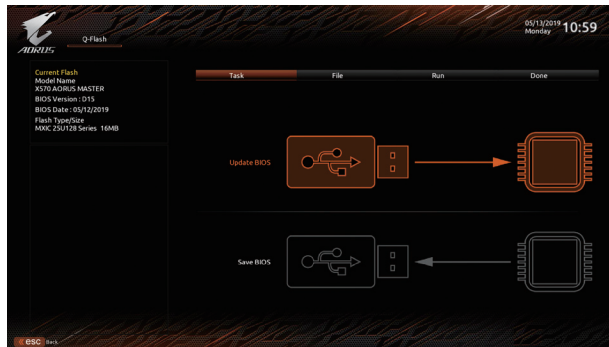 AORUS
Q-Flash
05/13/2019
Monday
10:59
Current Flash
Model Name
X570 AORUS MASTER
BIOS Version : D15
BIOS Date : 05/12/2019
Flash Type/Size
MXIC 25U128 Series 16MB
Task File Run Done
Update BIOS
Save BIOS
esc Back